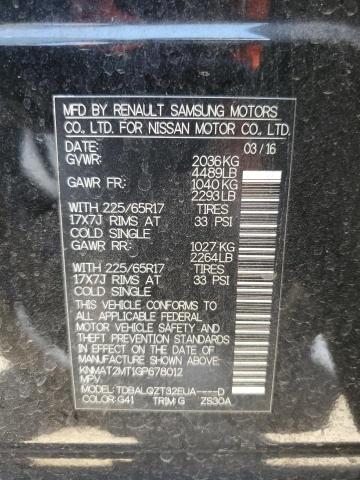 MFD BY RENAULT SAMSUNG MOTORS
CO., LTD. FOR NISSAN MOTOR CO., LTD.
DATE: 03/16
GVWR: 2036KG
4489LB
GAWR FR: 1040KG
2293LB
WITH 225/65R17 TIRES
17X7J RIMS AT 33 PSI
COLD SINGLE
GAWR RR: 1027KG
2264LB
WITH 225/65R17 TIRES
17X7J RIMS AT 33 PSI
COLD SINGLE
THIS VEHICLE CONFORMS TO
ALL APPLICABLE FEDERAL
MOTOR VEHICLE SAFETY AND
THEFT PREVENTION STANDARDS
IN EFFECT ON THE DATE OF
MANUFACTURE SHOWN ABOVE.
KNMAT2MT1GP678012
MPV
MODEL: TDBALQZT32EUA----D
COLOR: G41 TRIM: G ZS30A